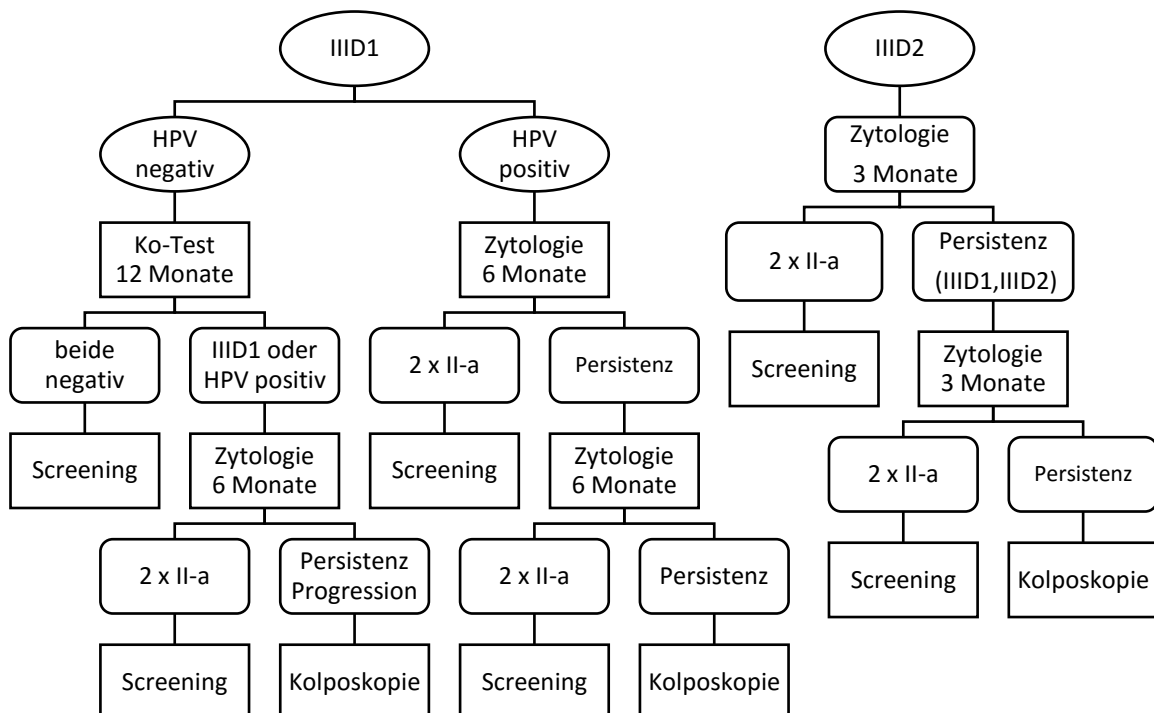 IIID1
HPV
negativ
HPV
positiv
Ko-Test
12 Monate
Zytologie
6 Monate
beide
negativ
IIID1 oder
HPV positiv
2 x II-a
Persistenz
Screening
Zytologie
6 Monate
Screening
Zytologie
6 Monate
2 x II-a
Persistenz
Progression
2 x II-a
Persistenz
Screening
Kolposkopie
Screening
Kolposkopie
IIID2
Zytologie
3 Monate
2 x II-a
Persistenz
(IIID1,IIID2)
Screening
Zytologie
3 Monate
2 x II-a
Persistenz
Screening
Kolposkopie